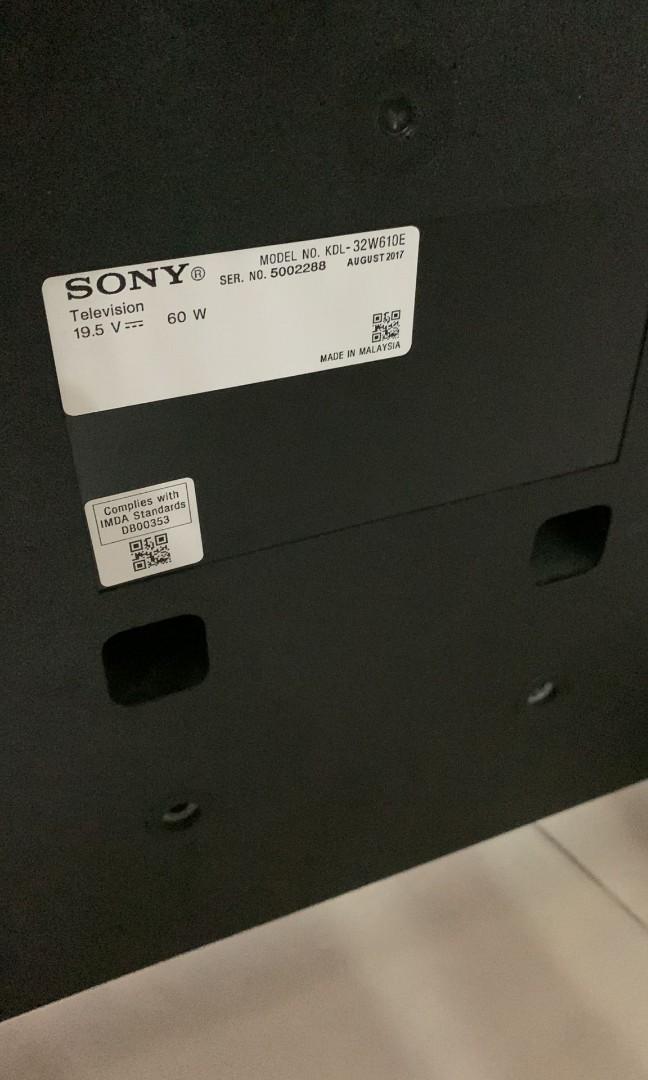 SONY®
MODEL NO. KDL-32W610E
SER. NO. 5002288 AUGUST 2017
Television
19.5 V⎓ 60 W
MADE IN MALAYSIA
Complies with
IMDA Standards
DB00353